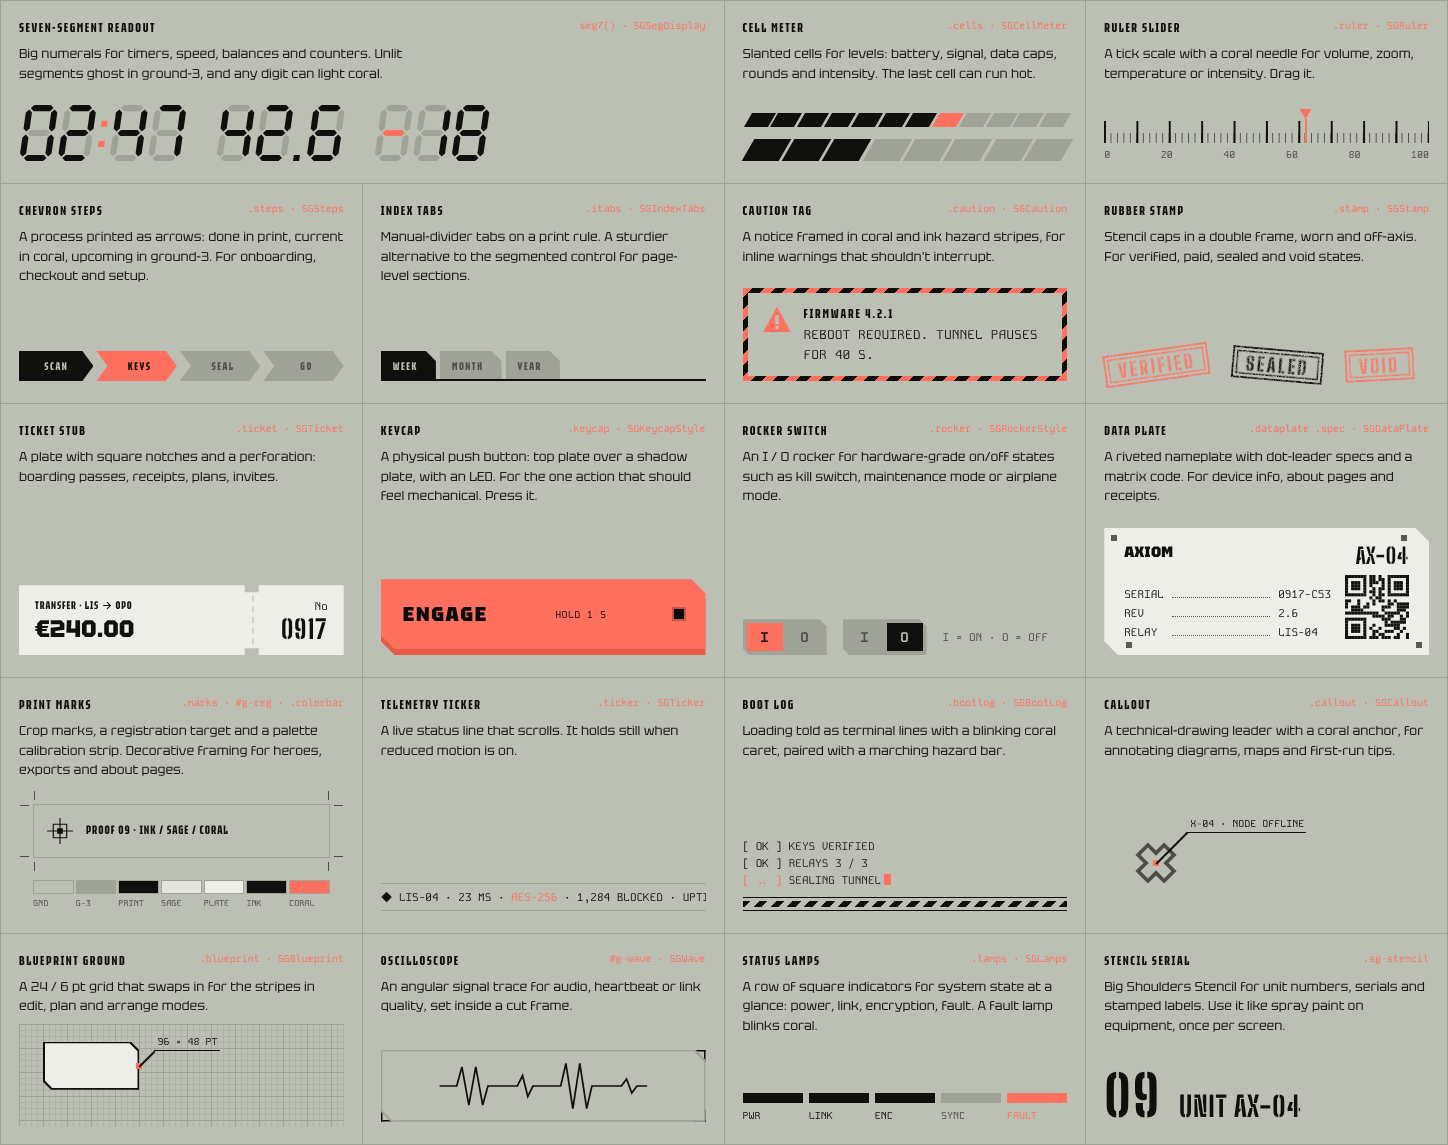 SEVEN-SEGMENT READOUT
seg7() · SGSegDisplay
Big numerals for timers, speed, balances and counters. Unlit
segments ghost in ground-3, and any digit can light coral.
02:47 42.6 -18
CELL METER
.cells · SGCellMeter
Slanted cells for levels: battery, signal, data caps,
rounds and intensity. The last cell can run hot.
RULER SLIDER
.ruler · SGRuler
A tick scale with a coral needle for volume, zoom,
temperature or intensity. Drag it.
0 20 40 60 80 100
CHEVRON STEPS
.steps · SGSteps
A process printed as arrows: done in print, current
in coral, upcoming in ground-3. For onboarding,
checkout and setup.
SCAN KEYS SEAL GO
INDEX TABS
.itabs · SGIndexTabs
Manual-divider tabs on a print rule. A sturdier
alternative to the segmented control for page-
level sections.
WEEK MONTH YEAR
CAUTION TAG
.caution · SGCaution
A notice framed in coral and ink hazard stripes, for
inline warnings that shouldn't interrupt.
FIRMWARE 4.2.1
REBOOT REQUIRED. TUNNEL PAUSES
FOR 40 S.
RUBBER STAMP
.stamp · SGStamp
Stencil caps in a double frame, worn and off-axis.
For verified, paid, sealed and void states.
VERIFIED SEALED VOID
TICKET STUB
.ticket · SGTicket
A plate with square notches and a perforation:
boarding passes, receipts, plans, invites.
TRANSFER · LIS → OPO
€240.00
No
0917
KEYCAP
.keycap · SGKeycapStyle
A physical push button: top plate over a shadow
plate, with an LED. For the one action that should
feel mechanical. Press it.
ENGAGE HOLD 1 S
ROCKER SWITCH
.rocker · SGRockerStyle
An I / O rocker for hardware-grade on/off states
such as kill switch, maintenance mode or airplane
mode.
I O I O I = ON · O = OFF
DATA PLATE
.dataplate .spec · SGDataPlate
A riveted nameplate with dot-leader specs and a
matrix code. For device info, about pages and
receipts.
AXIOM AX-04
SERIAL 0917-C53
REV 2.6
RELAY LIS-04
PRINT MARKS
.marks · #g-reg · .colorbar
Crop marks, a registration target and a palette
calibration strip. Decorative framing for heroes,
exports and about pages.
PROOF 09 · INK / SAGE / CORAL
GND G-3 PRINT SAGE PLATE INK CORAL
TELEMETRY TICKER
.ticker · SGTicker
A live status line that scrolls. It holds still when
reduced motion is on.
◆ LIS-04 · 23 MS · AES-256 · 1,284 BLOCKED · UPTI
BOOT LOG
.bootlog · SGBootLog
Loading told as terminal lines with a blinking coral
caret, paired with a marching hazard bar.
[ OK ] KEYS VERIFIED
[ OK ] RELAYS 3 / 3
[ .. ] SEALING TUNNEL
CALLOUT
.callout · SGCallout
A technical-drawing leader with a coral anchor, for
annotating diagrams, maps and first-run tips.
X-04 · NODE OFFLINE
BLUEPRINT GROUND
.blueprint · SGBlueprint
A 24 / 6 pt grid that swaps in for the stripes in
edit, plan and arrange modes.
96 × 48 PT
OSCILLOSCOPE
#g-wave · SGWave
An angular signal trace for audio, heartbeat or link
quality, set inside a cut frame.
STATUS LAMPS
.lamps · SGLamps
A row of square indicators for system state at a
glance: power, link, encryption, fault. A fault lamp
blinks coral.
PWR LINK ENC SYNC FAULT
STENCIL SERIAL
.sg-stencil
Big Shoulders Stencil for unit numbers, serials and
stamped labels. Use it like spray paint on
equipment, once per screen.
09 UNIT AX-04